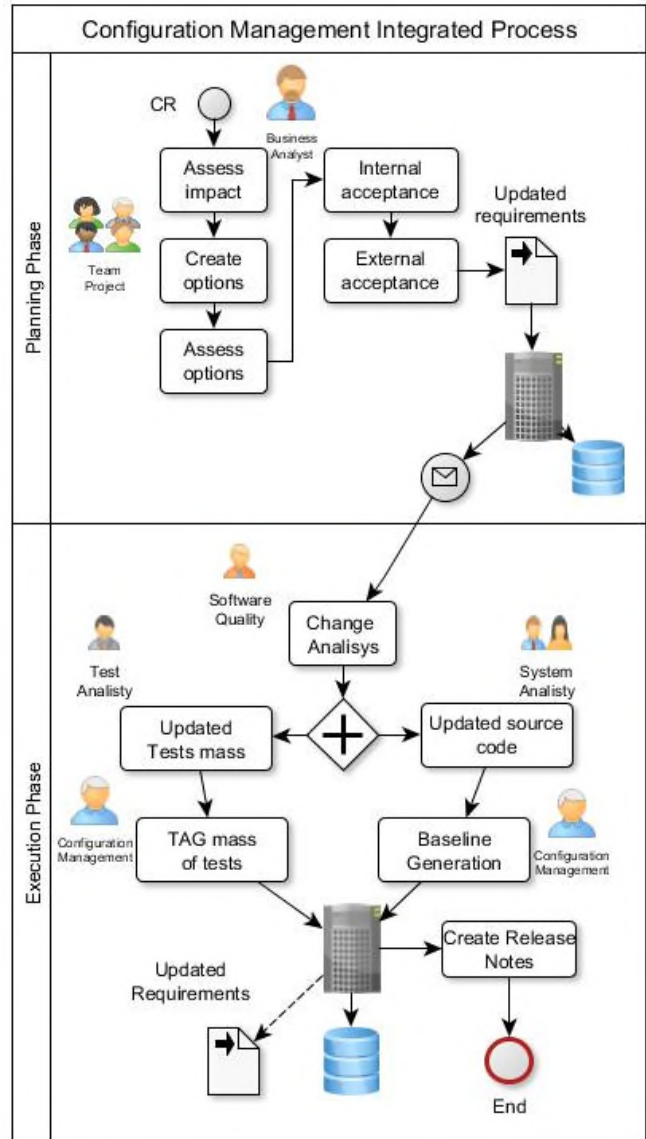 Configuration Management Integrated Process
Planning Phase
CR
Business
Analyst
Assess
impact
Internal
acceptance
Updated
requirements
Team
Project
Create
options
External
acceptance
Assess
options
Execution Phase
Software
Quality
Change
Analisys
Test
Analisty
System
Analisty
Updated
Tests mass
Updated source
code
Configuration
Management
TAG mass
of tests
Baseline
Generation
Configuration
Management
Create Release
Notes
Updated
Requirements
End